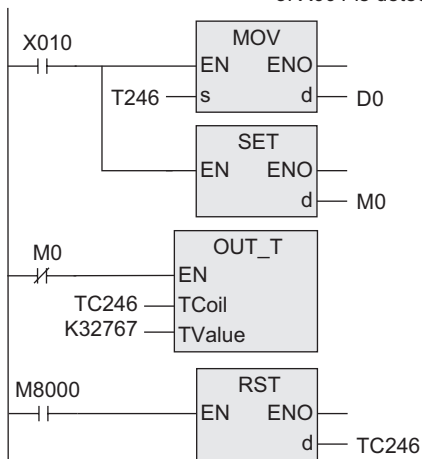 X010
MOV
EN ENO
T246 s d D0
SET
EN ENO
d M0
M0
OUT_T
EN
TC246 TCoil
K32767 TValue
M8000
RST
EN ENO
d TC246